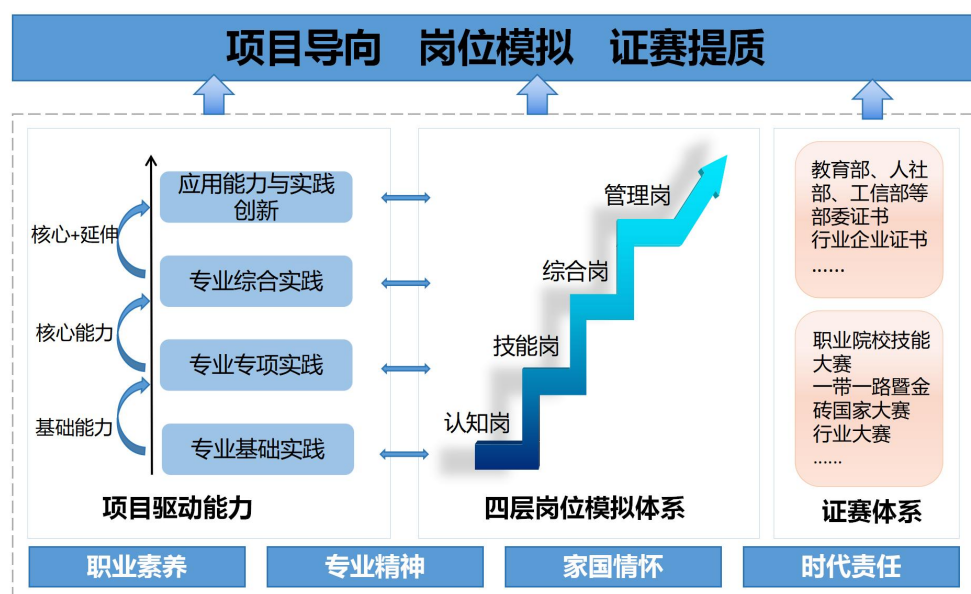 项目导向 岗位模拟 证赛提质
应用能力与实践
创新
核心+延伸
专业综合实践
核心能力
专业专项实践
基础能力
专业基础实践
项目驱动能力
管理岗
综合岗
技能岗
认知岗
四层岗位模拟体系
教育部、人社
部、工信部等
部委证书
行业企业证书
......
职业院校技能
大赛
一带一路暨金
砖国家大赛
行业大赛
......
证赛体系
职业素养
专业精神
家国情怀
时代责任